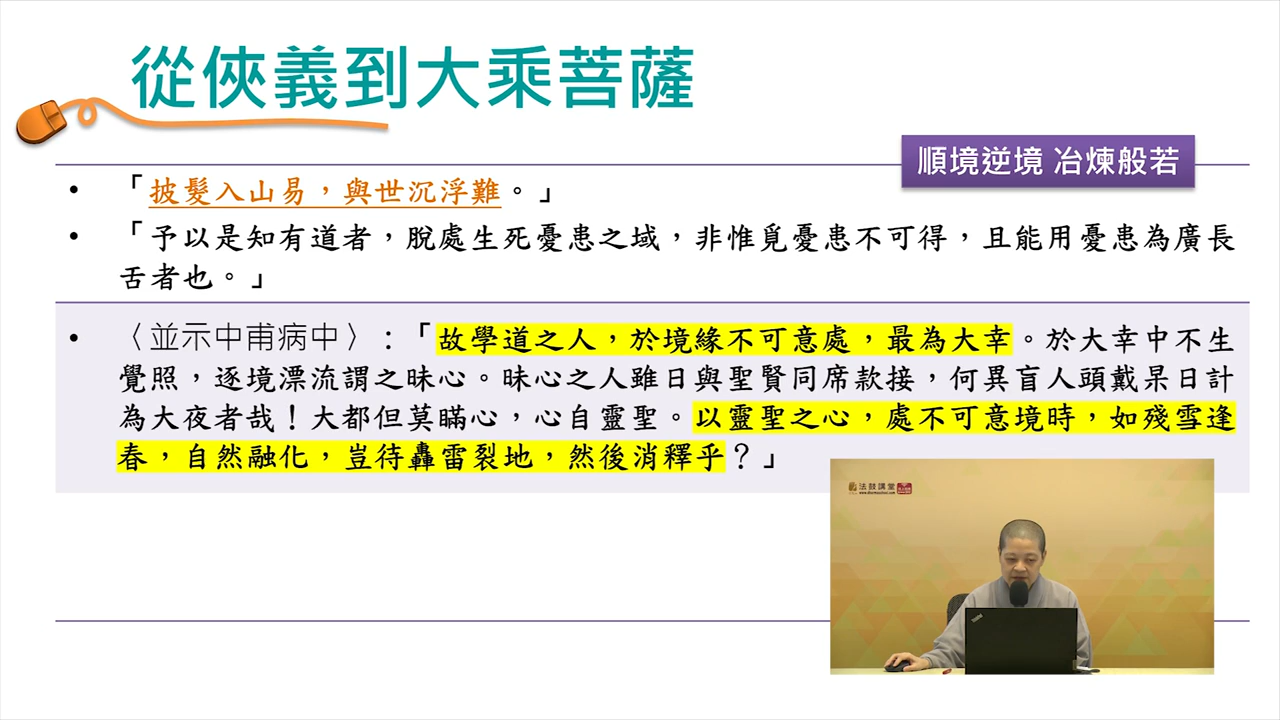 從俠義到大乘菩薩
順境逆境 冶煉般若
• 「披髮入山易，與世沉浮難。」
• 「予以是知有道者，脫處生死憂患之域，非惟覓憂患不可得，且能用憂患為廣長
舌者也。」
• 〈並示中甫病中〉：「故學道之人，於境緣不可意處，最為大幸。於大幸中不生
覺照，逐境漂流謂之昧心。昧心之人雖日與聖賢同席款接，何異盲人頭戴杲日計
為大夜者哉！大都但莫瞞心，心自靈聖。以靈聖之心，處不可意境時，如殘雪逢
春，自然融化，豈待轟雷裂地，然後消釋乎？」
法鼓講堂